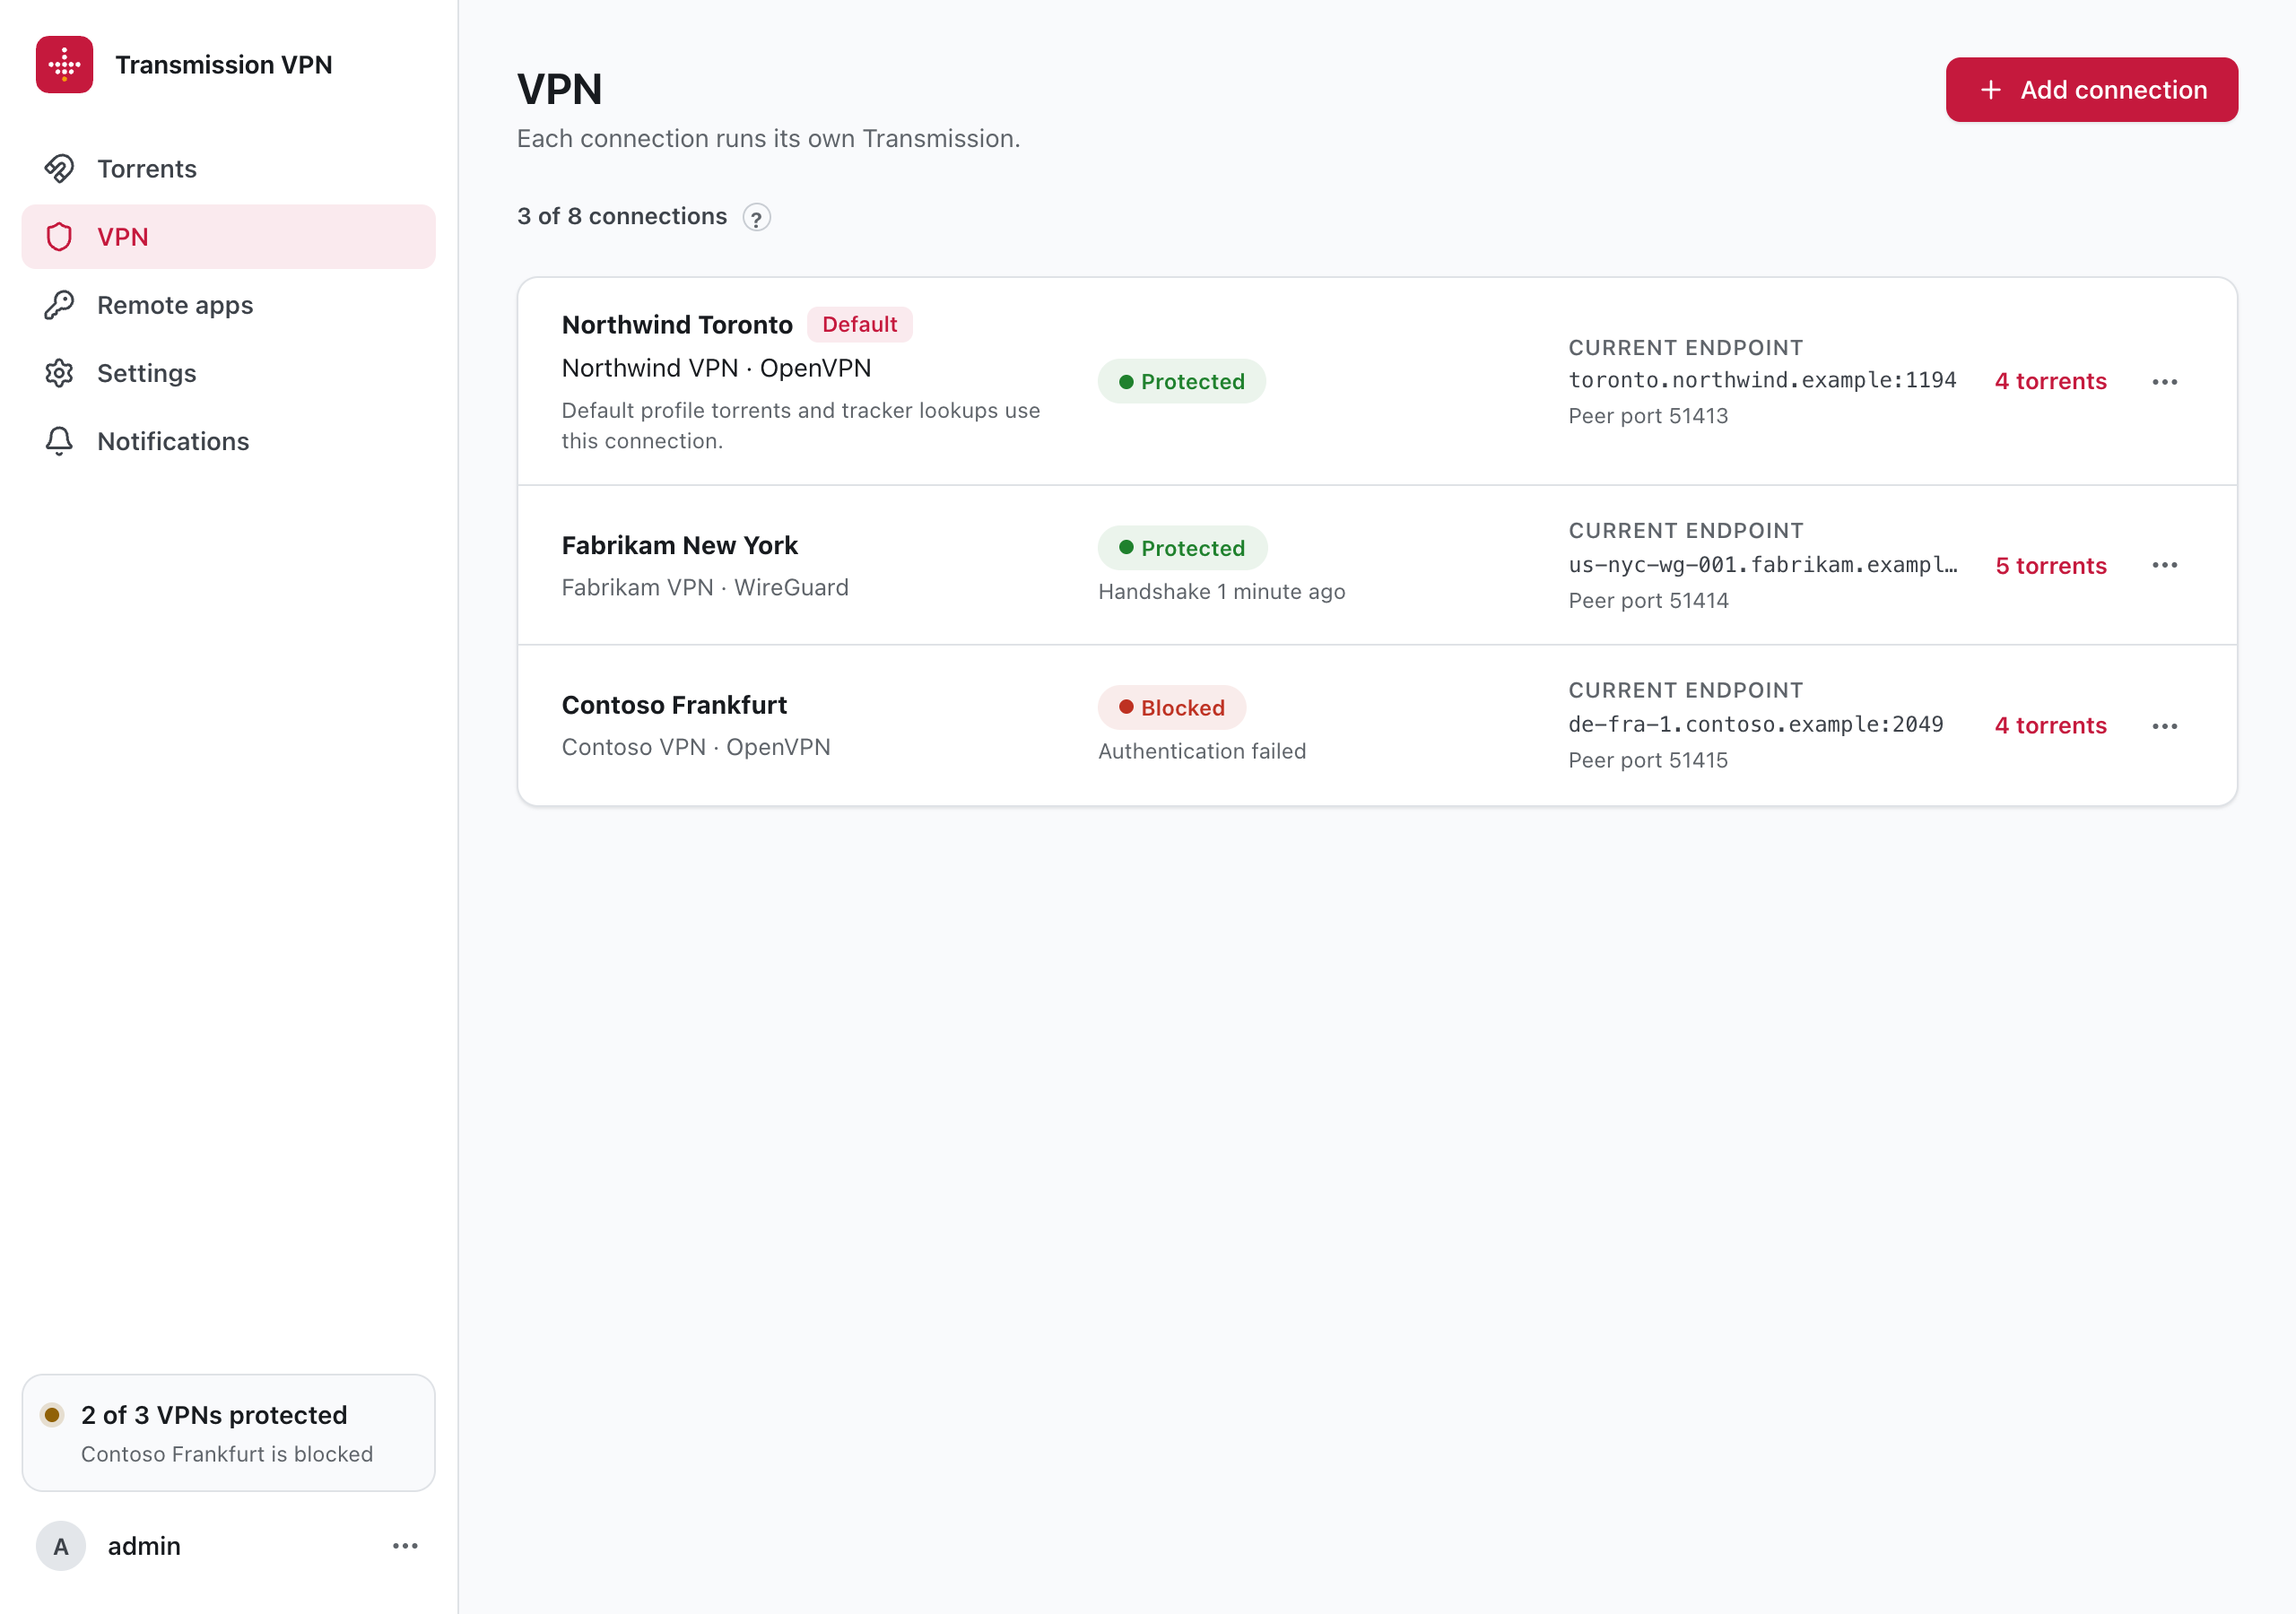 Transmission VPN
Torrents
VPN
Remote apps
Settings
Notifications
2 of 3 VPNs protected
Contoso Frankfurt is blocked
A
admin
VPN
Each connection runs its own Transmission.
Add connection
3 of 8 connections
?
Northwind Toronto
Default
Northwind VPN · OpenVPN
Default profile torrents and tracker lookups use
this connection.
Protected
CURRENT ENDPOINT
toronto.northwind.example:1194
Peer port 51413
4 torrents
Fabrikam New York
Fabrikam VPN · WireGuard
Protected
Handshake 1 minute ago
CURRENT ENDPOINT
us-nyc-wg-001.fabrikam.exampl…
Peer port 51414
5 torrents
Contoso Frankfurt
Contoso VPN · OpenVPN
Blocked
Authentication failed
CURRENT ENDPOINT
de-fra-1.contoso.example:2049
Peer port 51415
4 torrents